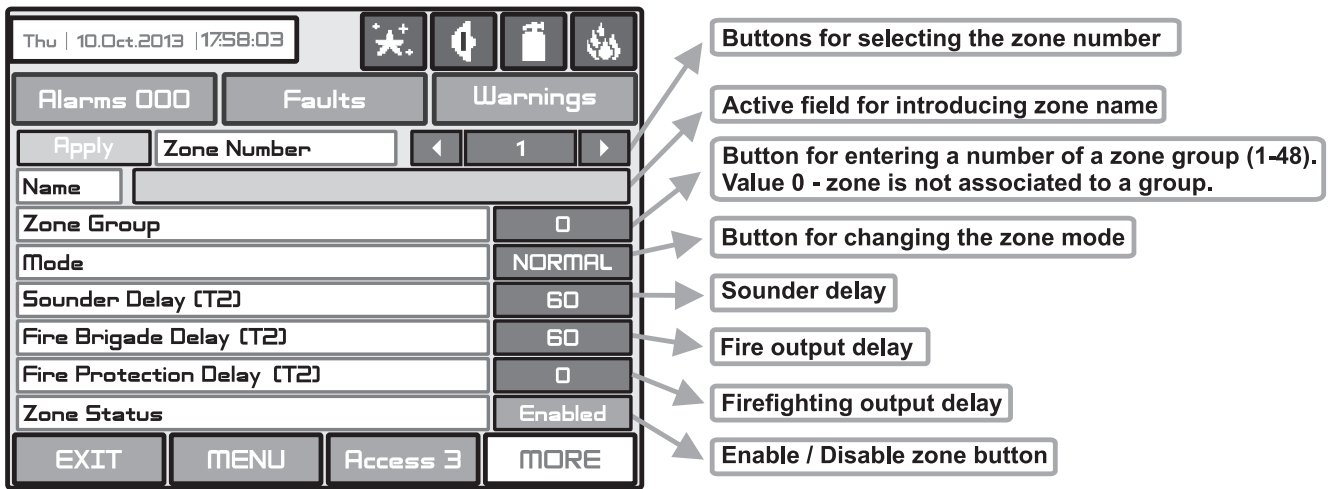 Thu | 10.Oct.2013 | 17:58:03
Alarms 000
Faults
Warnings
Apply
Zone Number
1
Name
Zone Group
0
Mode
NORMAL
Sounder Delay (T2)
60
Fire Brigade Delay (T2)
60
Fire Protection Delay (T2)
0
Zone Status
Enabled
EXIT
MENU
Access 3
MORE
Buttons for selecting the zone number
Active field for introducing zone name
Button for entering a number of a zone group (1-48).
Value 0 - zone is not associated to a group.
Button for changing the zone mode
Sounder delay
Fire output delay
Firefighting output delay
Enable / Disable zone button